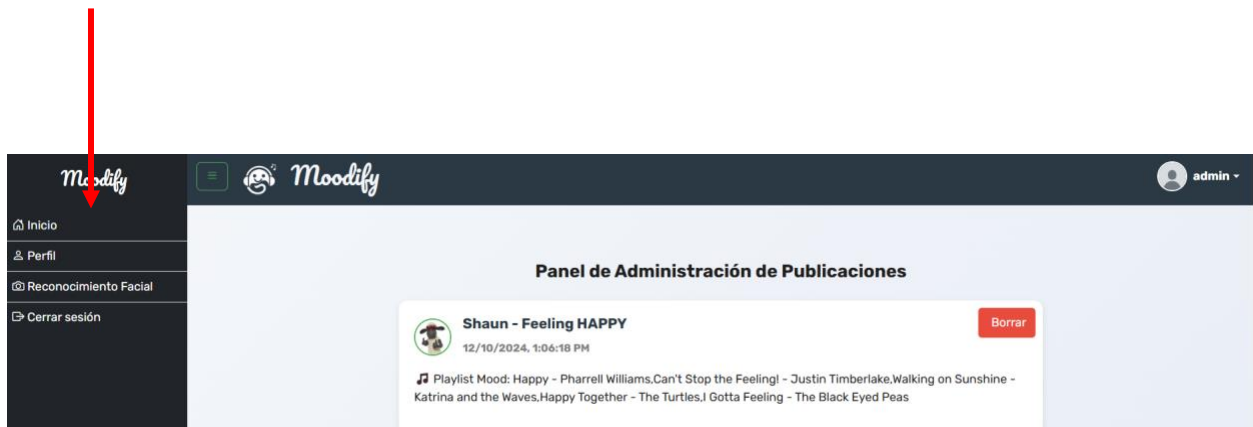 Moodify
Inicio
Perfil
Reconocimiento Facial
Cerrar sesión
Moodify
admin
Panel de Administración de Publicaciones
Shaun - Feeling HAPPY
12/10/2024, 1:06:18 PM
Borrar
🎵 Playlist Mood: Happy - Pharrell Williams,Can't Stop the Feeling! - Justin Timberlake,Walking on Sunshine -
Katrina and the Waves,Happy Together - The Turtles,I Gotta Feeling - The Black Eyed Peas